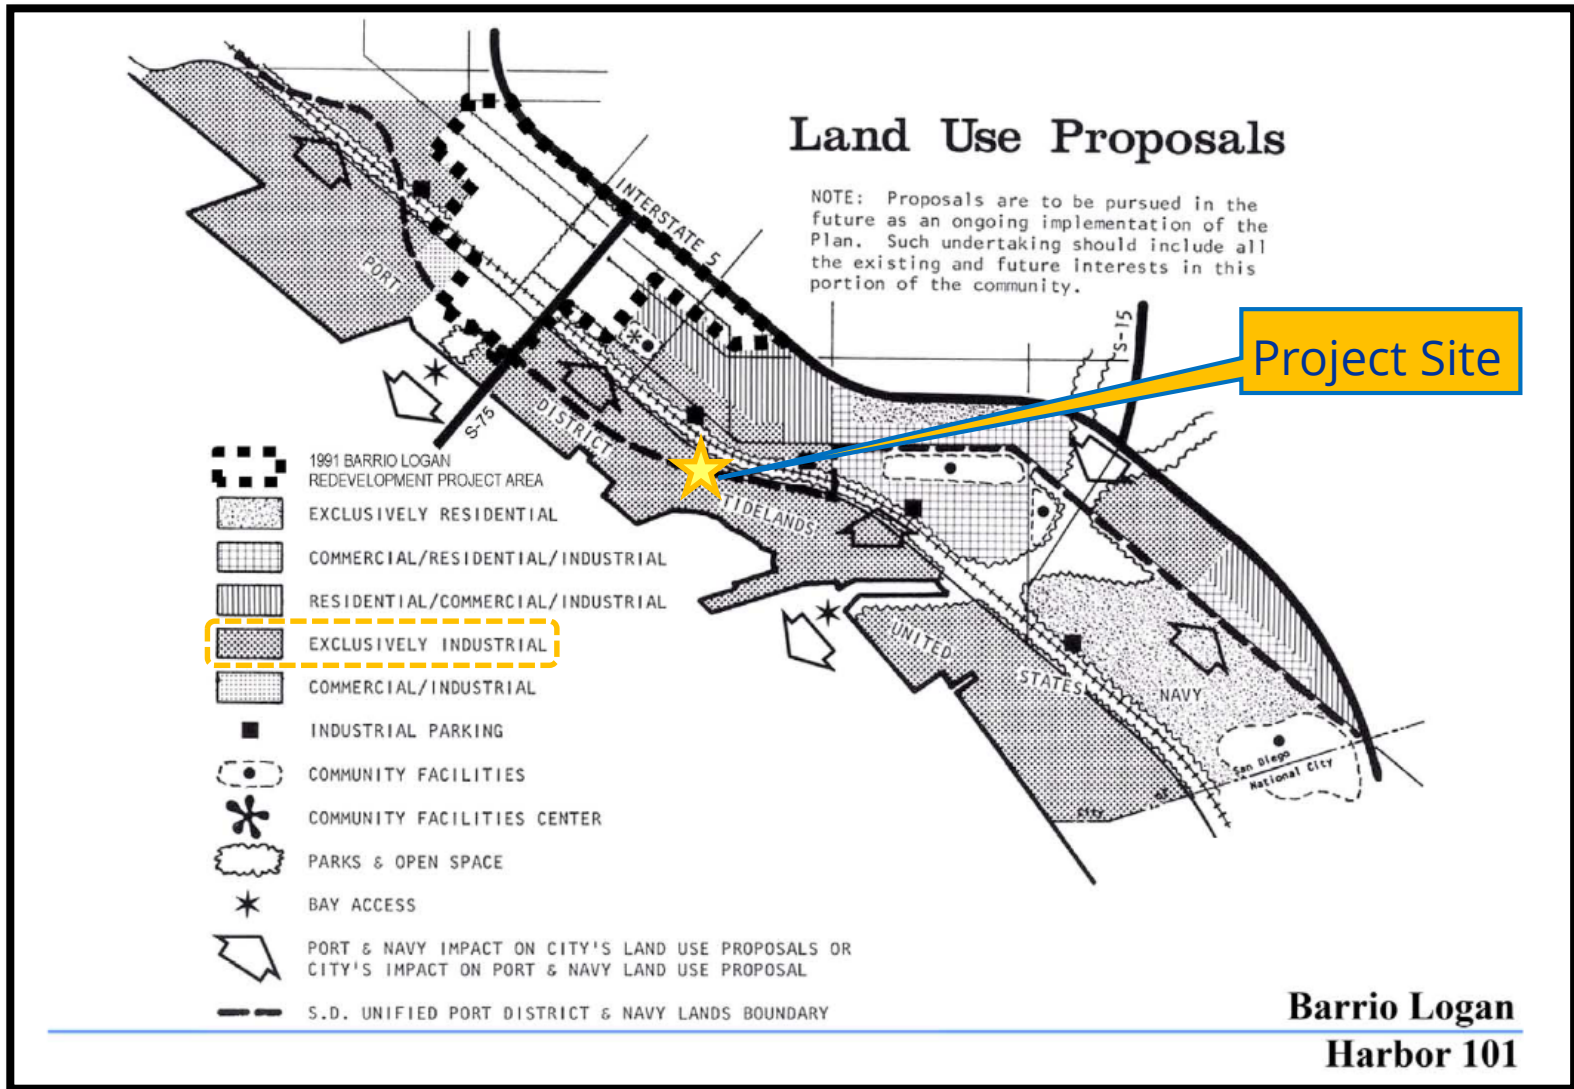 Land Use Proposals
NOTE: Proposals are to be pursued in the
future as an ongoing implementation of the
Plan. Such undertaking should include all
the existing and future interests in this
portion of the community.
INTERSTATE 5
PORT
S-15
Project Site
DISTRICT
S-75
TIDELANDS
UNITED
STATES
NAVY
San Diego
National City
City of
1991 BARRIO LOGAN
REDEVELOPMENT PROJECT AREA
EXCLUSIVELY RESIDENTIAL
COMMERCIAL/RESIDENTIAL/INDUSTRIAL
RESIDENTIAL/COMMERCIAL/INDUSTRIAL
EXCLUSIVELY INDUSTRIAL
COMMERCIAL/INDUSTRIAL
INDUSTRIAL PARKING
COMMUNITY FACILITIES
COMMUNITY FACILITIES CENTER
PARKS & OPEN SPACE
BAY ACCESS
PORT & NAVY IMPACT ON CITY'S LAND USE PROPOSALS OR
CITY'S IMPACT ON PORT & NAVY LAND USE PROPOSAL
S.D. UNIFIED PORT DISTRICT & NAVY LANDS BOUNDARY
Barrio Logan
Harbor 101